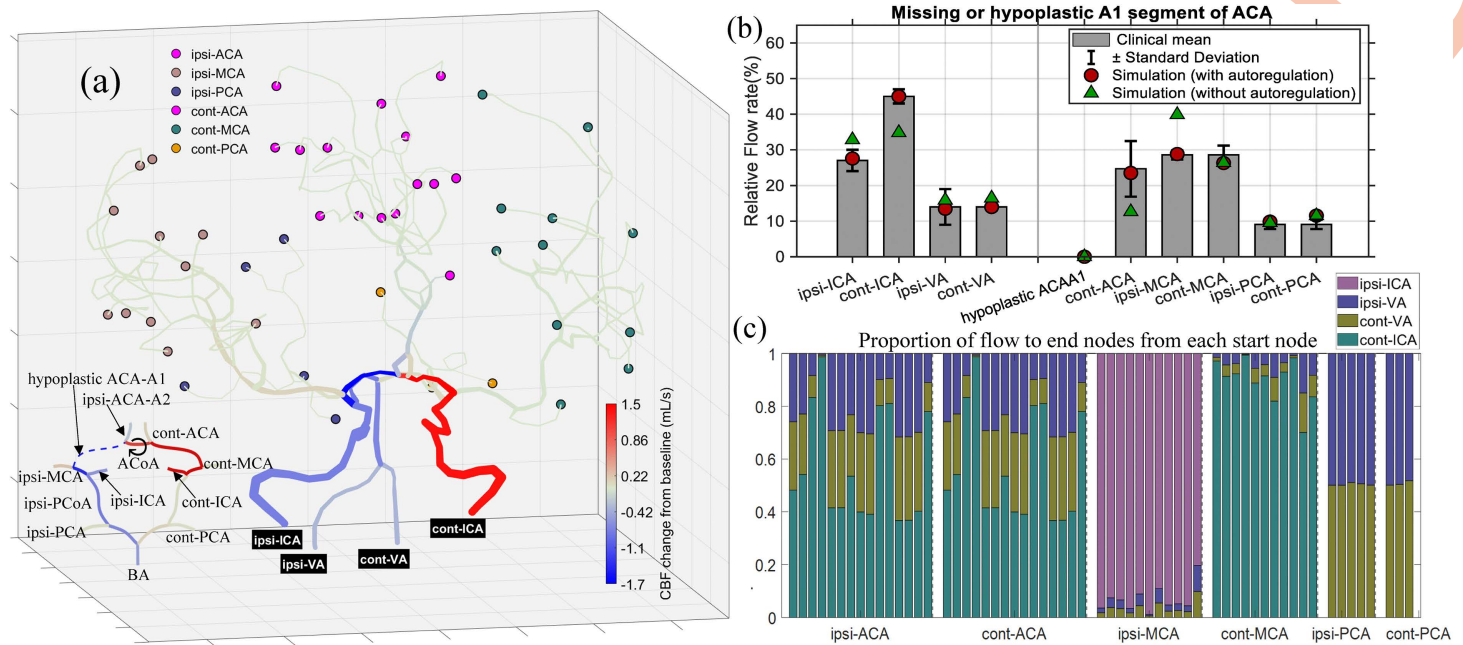 (a)
ipsi-ACA
ipsi-MCA
ipsi-PCA
cont-ACA
cont-MCA
cont-PCA
hypoplastic ACA-A1
ipsi-ACA-A2
cont-ACA
ACoA
cont-MCA
ipsi-MCA
ipsi-ICA
cont-ICA
ipsi-PCoA
ipsi-PCA
cont-PCA
BA
ipsi-ICA
ipsi-VA
cont-VA
cont-ICA
1.5
0.86
0.22
-0.42
-1.1
-1.7
CBF change from baseline (mL/s)
(b)
Missing or hypoplastic A1 segment of ACA
Clinical mean
± Standard Deviation
Simulation (with autoregulation)
Simulation (without autoregulation)
Relative Flow rate(%)
60
50
40
30
20
10
0
ipsi-ICA
cont-ICA
ipsi-VA
cont-VA
hypoplastic ACAA1
cont-ACA
ipsi-MCA
cont-MCA
ipsi-PCA
cont-PCA
(c)
Proportion of flow to end nodes from each start node
ipsi-ICA
ipsi-VA
cont-VA
cont-ICA
1
0.8
0.6
0.4
0.2
0
ipsi-ACA
cont-ACA
ipsi-MCA
cont-MCA
ipsi-PCA
cont-PCA